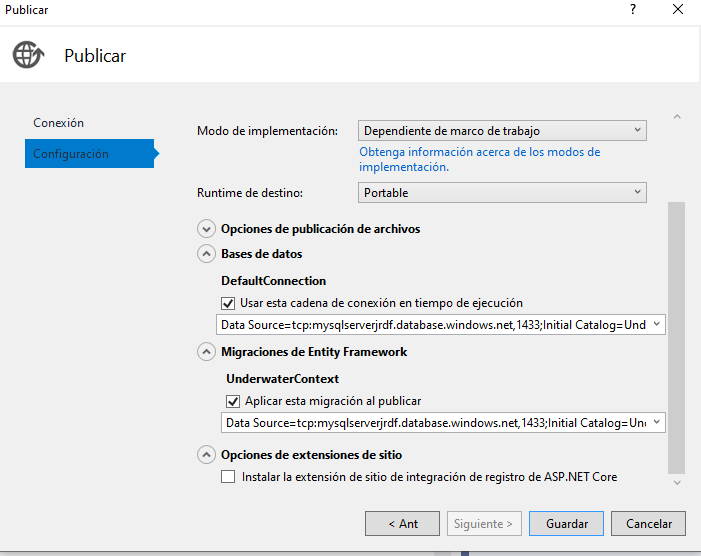 Publicar
?
Publicar
Conexión
Configuración
Modo de implementación:
Dependiente de marco de trabajo
Obtenga información acerca de los modos de
implementación.
Runtime de destino:
Portable
Opciones de publicación de archivos
Bases de datos
DefaultConnection
Usar esta cadena de conexión en tiempo de ejecución
Data Source=tcp:mysqlserverjrdf.database.windows.net,1433;Initial Catalog=Und
Migraciones de Entity Framework
UnderwaterContext
Aplicar esta migración al publicar
Data Source=tcp:mysqlserverjrdf.database.windows.net,1433;Initial Catalog=Un
Opciones de extensiones de sitio
Instalar la extensión de sitio de integración de registro de ASP.NET Core
< Ant
Siguiente >
Guardar
Cancelar